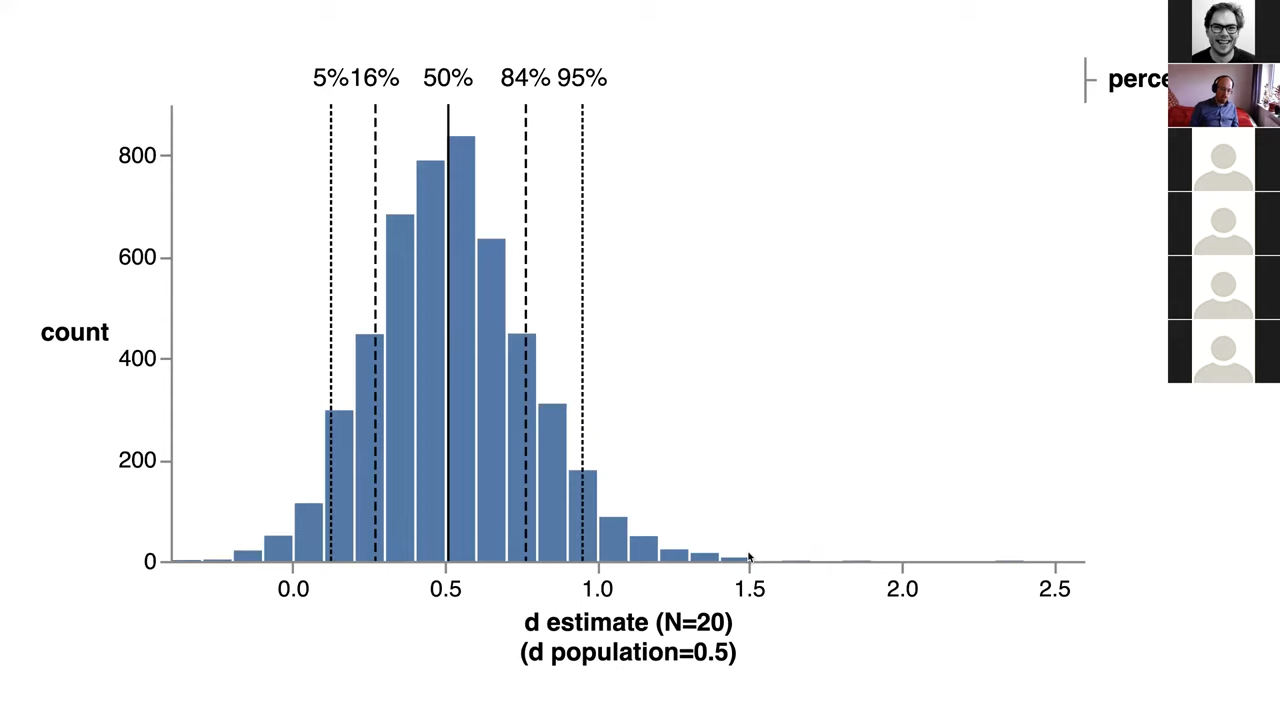 5% 16% 50% 84% 95%
800
600
400
200
0
count
0.0 0.5 1.0 1.5 2.0 2.5
d estimate (N=20)
(d population=0.5)